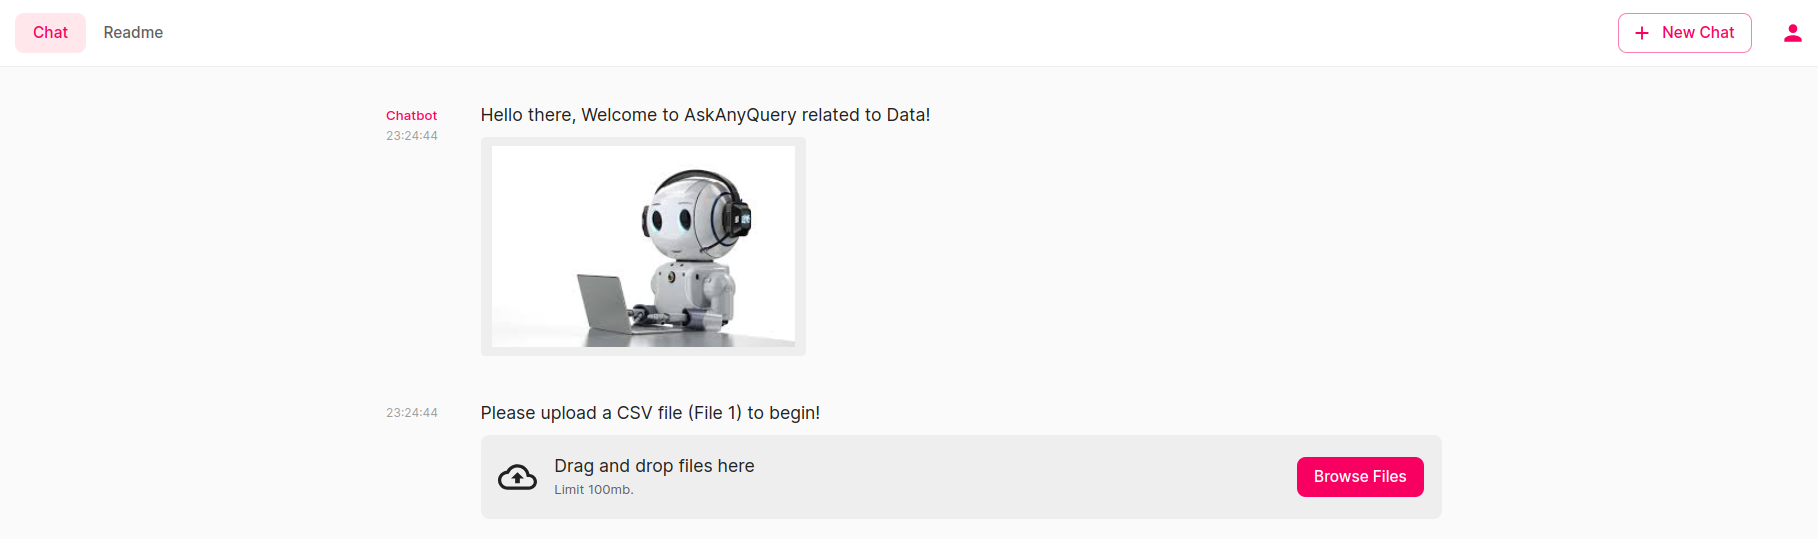 Chat
Readme
New Chat
Chatbot
23:24:44
Hello there, Welcome to AskAnyQuery related to Data!
23:24:44
Please upload a CSV file (File 1) to begin!
Drag and drop files here
Limit 100mb.
Browse Files